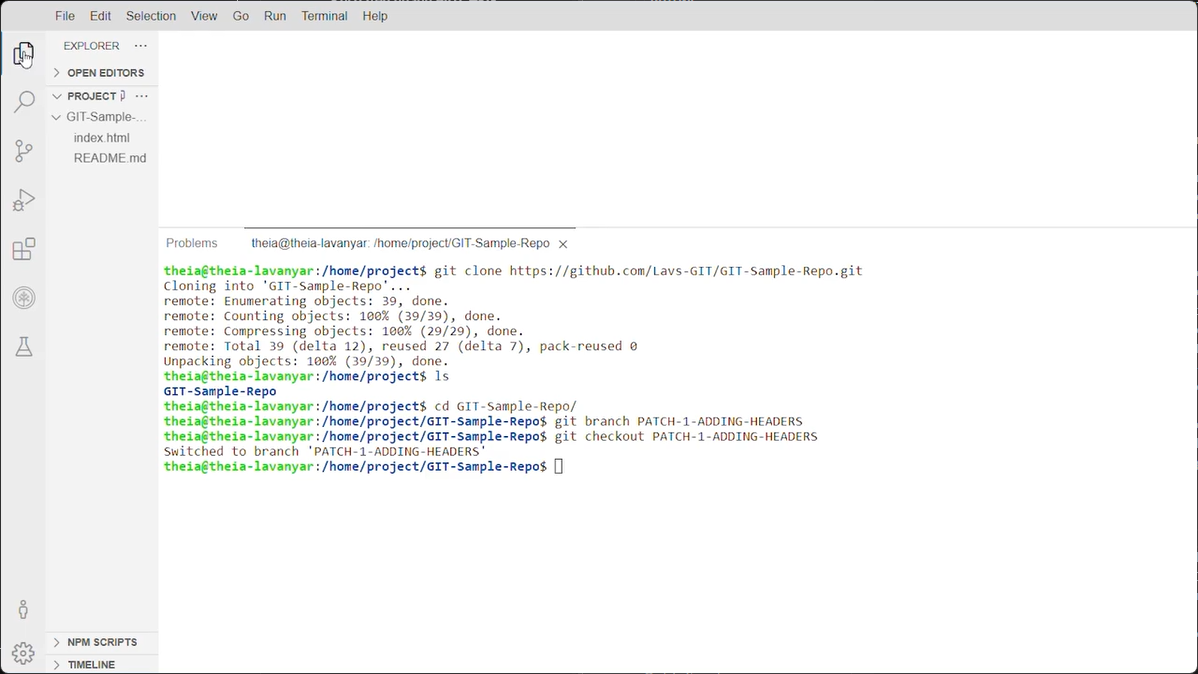 File Edit Selection View Go Run Terminal Help
EXPLORER ...
OPEN EDITORS
PROJECT ...
GIT-Sample-...
index.html
README.md
NPM SCRIPTS
TIMELINE
Problems theia@theia-lavanyar: /home/project/GIT-Sample-Repo
theia@theia-lavanyar:/home/project$ git clone https://github.com/Lavs-GIT/GIT-Sample-Repo.git
Cloning into 'GIT-Sample-Repo'...
remote: Enumerating objects: 39, done.
remote: Counting objects: 100% (39/39), done.
remote: Compressing objects: 100% (29/29), done.
remote: Total 39 (delta 12), reused 27 (delta 7), pack-reused 0
Unpacking objects: 100% (39/39), done.
theia@theia-lavanyar:/home/project$ ls
GIT-Sample-Repo
theia@theia-lavanyar:/home/project$ cd GIT-Sample-Repo/
theia@theia-lavanyar:/home/project/GIT-Sample-Repo$ git branch PATCH-1-ADDING-HEADERS
theia@theia-lavanyar:/home/project/GIT-Sample-Repo$ git checkout PATCH-1-ADDING-HEADERS
Switched to branch 'PATCH-1-ADDING-HEADERS'
theia@theia-lavanyar:/home/project/GIT-Sample-Repo$